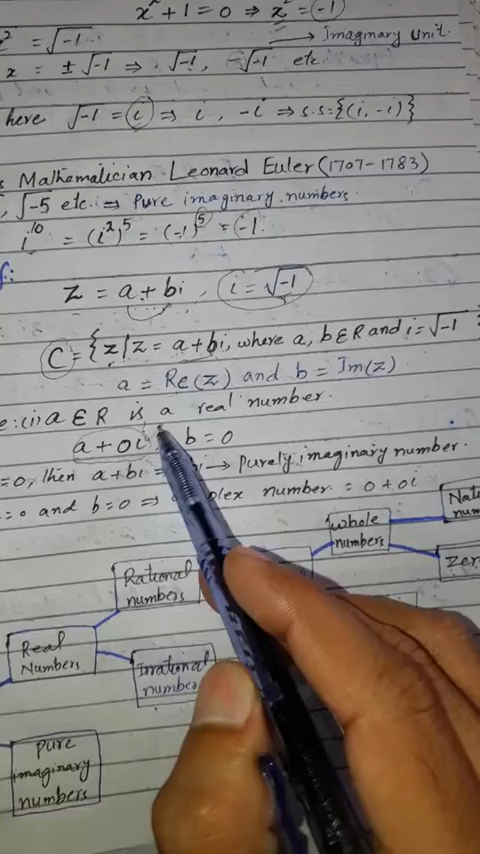 x² + 1 = 0 ⇒ x² = -1
x² = √-1 → Imaginary unit.
x = ± √-1 ⇒ √-1, -√-1 etc
here √-1 = i ⇒ i, -i ⇒ s.s = {(i, -i)}
Mathematician Leonard Euler (1707-1783)
√-5 etc. ⇒ Pure imaginary numbers
i¹⁰ = (i²)⁵ = (-1)⁵ = -1
z = a + bi, i = √-1
C = {z / z = a + bi, where a, b ∈ R and i = √-1 }
a = Re(z) and b = Im(z)
(i) a ∈ R is a real number.
a + 0i b = 0
= 0, then a + bi = → Purely imaginary number
= 0 and b = 0 ⇒ number = 0 + 0i
whole numbers
Zer
Rational numbers
Real Numbers
Irrational number
Pure imaginary numbers